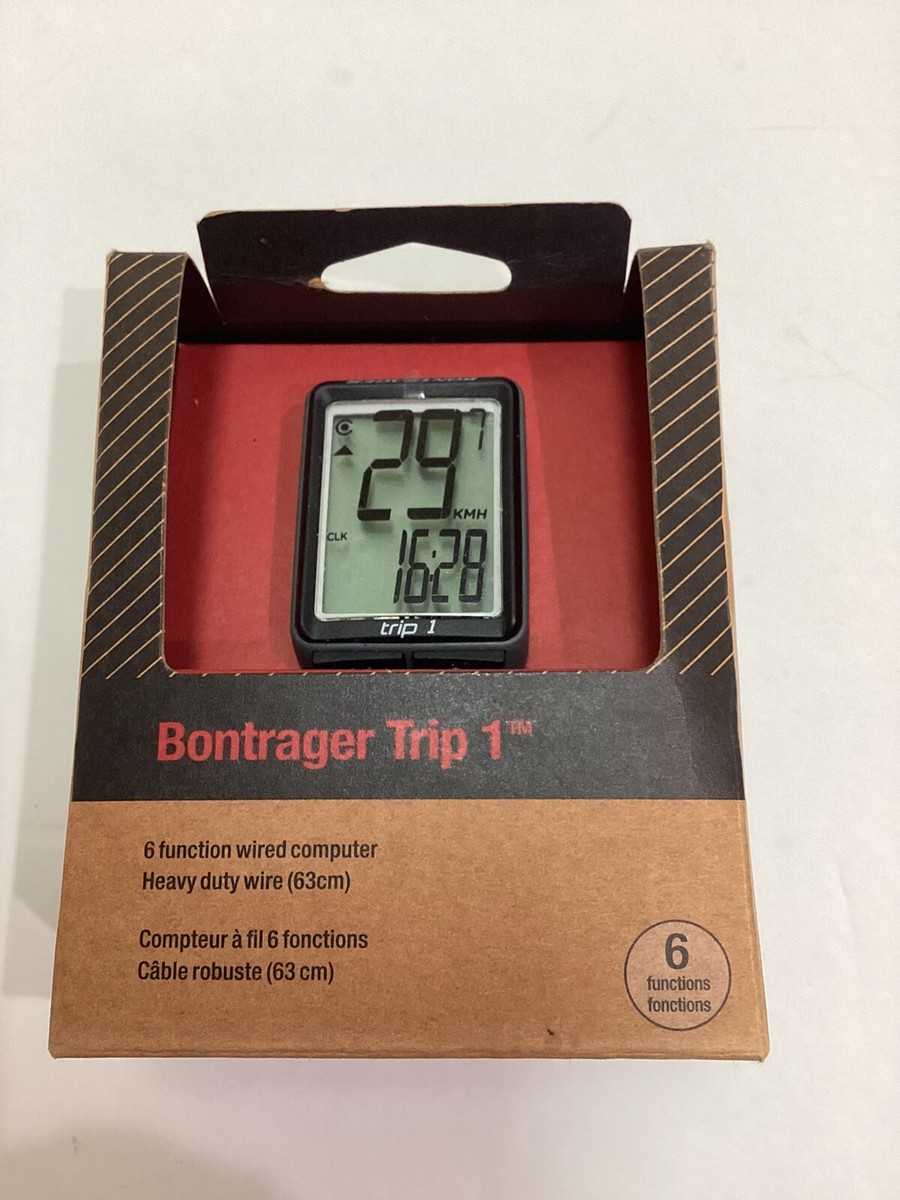 29 7
KMH
CLK
16:28
trip 1
Bontrager Trip 1™
6 function wired computer
Heavy duty wire (63cm)
Compteur à fil 6 fonctions
Câble robuste (63 cm)
6
functions
fonctions